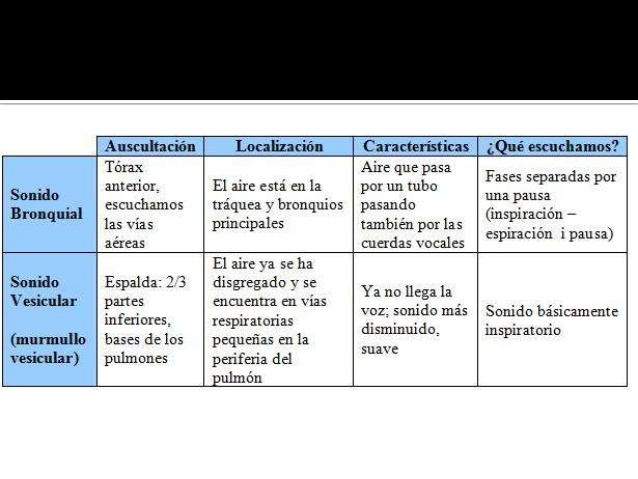 Auscultación Localización Características ¿Qué escuchamos?
Sonido
Bronquial
Tórax
anterior,
escuchamos
las vías
aéreas
El aire está en la
tráquea y bronquios
principales
Aire que pasa
por un tubo
pasando
también por las
cuerdas vocales
Fases separadas por
una pausa
(inspiración –
espiración i pausa)
Sonido
Vesicular
(murmullo
vesicular)
Espalda: 2/3
partes
inferiores,
bases de los
pulmones
El aire ya se ha
disgregado y se
encuentra en vías
respiratorias
pequeñas en la
periferia del
pulmón
Ya no llega la
voz; sonido más
disminuido,
suave
Sonido básicamente
inspiratorio